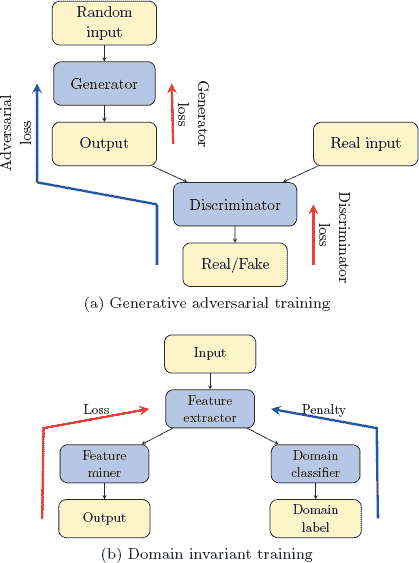 Random
input
Generator
Adversarial
loss
Generator
loss
Output
Real input
Discriminator
Discriminator
loss
Real/Fake
(a) Generative adversarial training
Input
Loss
Feature
extractor
Penalty
Feature
miner
Domain
classifier
Output
Domain
label
(b) Domain invariant training